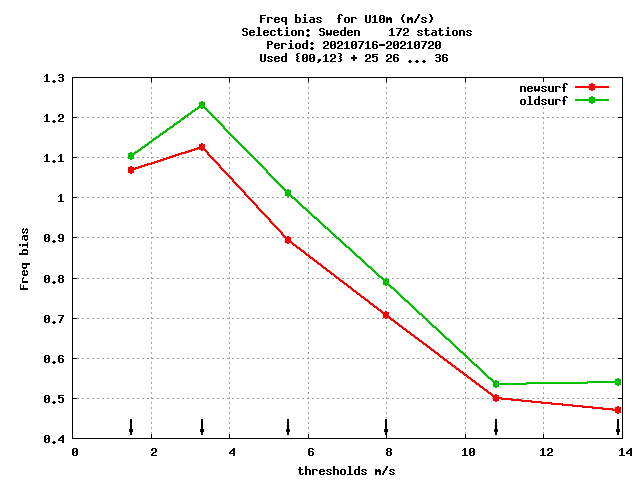 Freq bias  for U10m (m/s)
Selection: Sweden    172 stations
Period: 20210716-20210720
Used {00,12} + 25 26 ... 36
newsurf
oldsurf
1.3
1.2
1.1
1
0.9
0.8
0.7
0.6
0.5
0.4
Freq bias
0 2 4 6 8 10 12 14
thresholds m/s